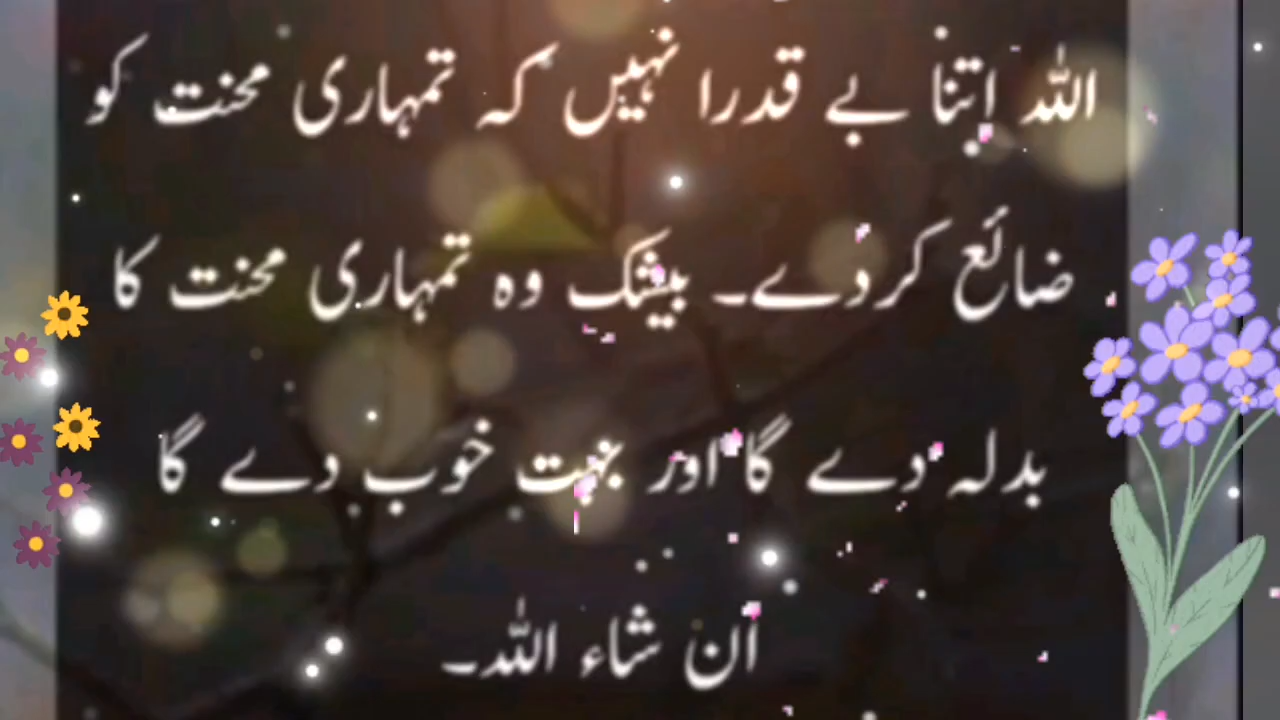 اللہ اتنا بے قدرا نہیں کہ تمہاری محنت کو
ضائع کردے۔ بیشک وہ تمہاری محنت کا
بدلہ دے گا اور بہت خوب دے گا
ان شاء اللہ۔